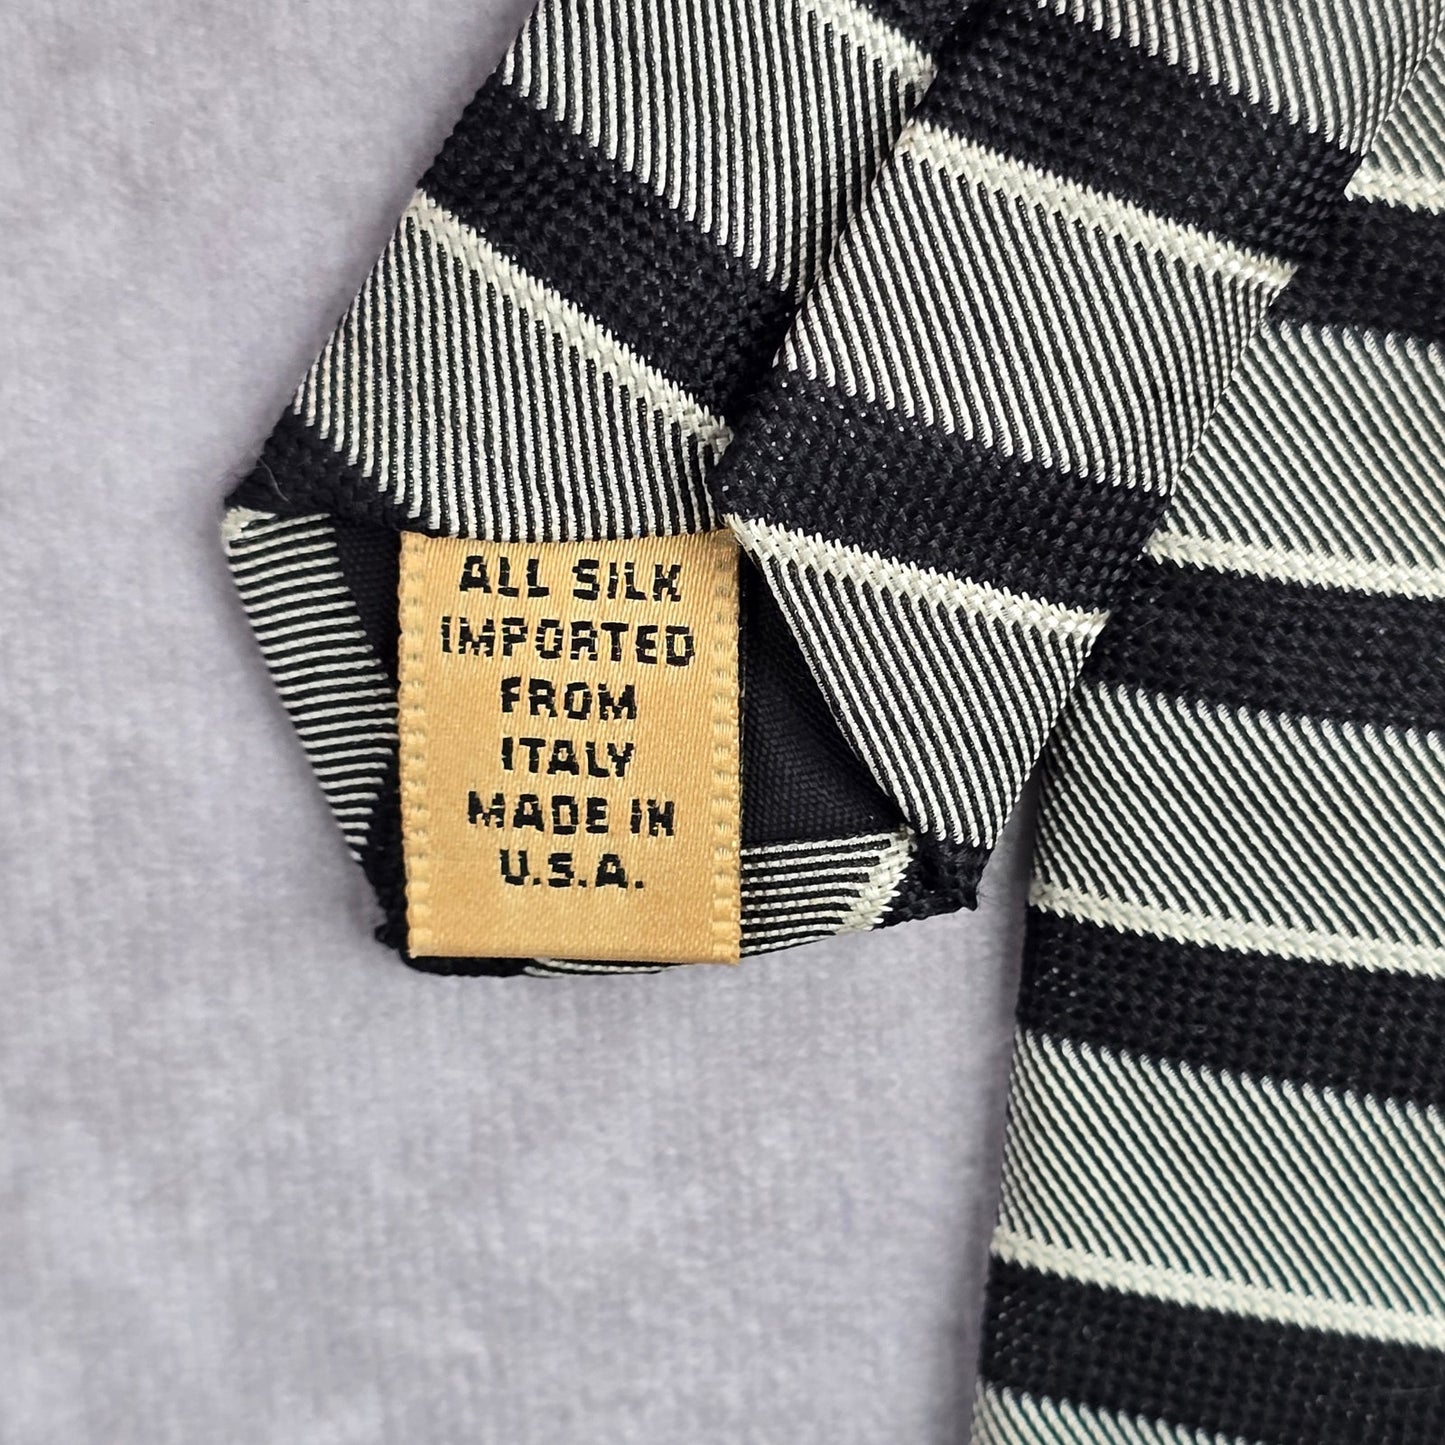 ALL SILK
IMPORTED
FROM
ITALY
MADE IN
U.S.A.